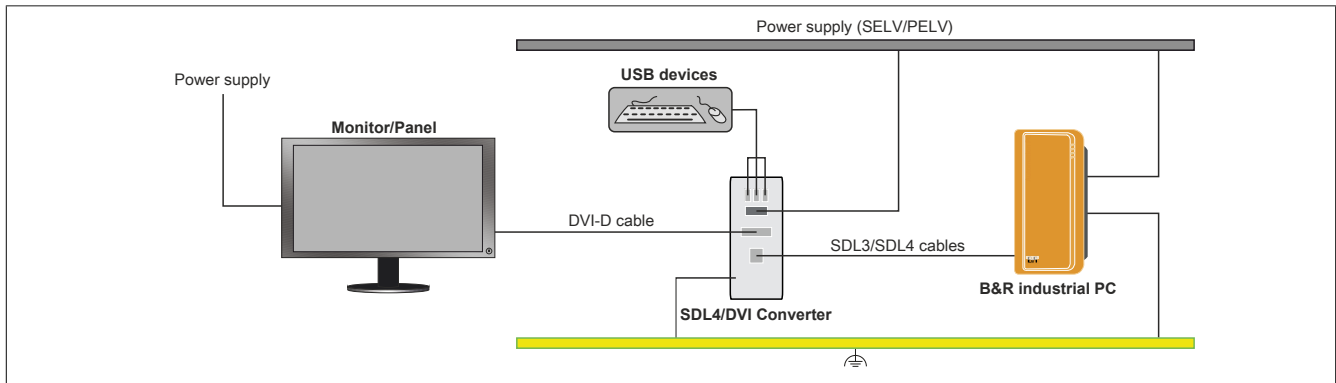 Power supply (SELV/PELV)
Power supply
USB devices
Monitor/Panel
DVI-D cable
SDL3/SDL4 cables
B&R industrial PC
SDL4/DVI Converter